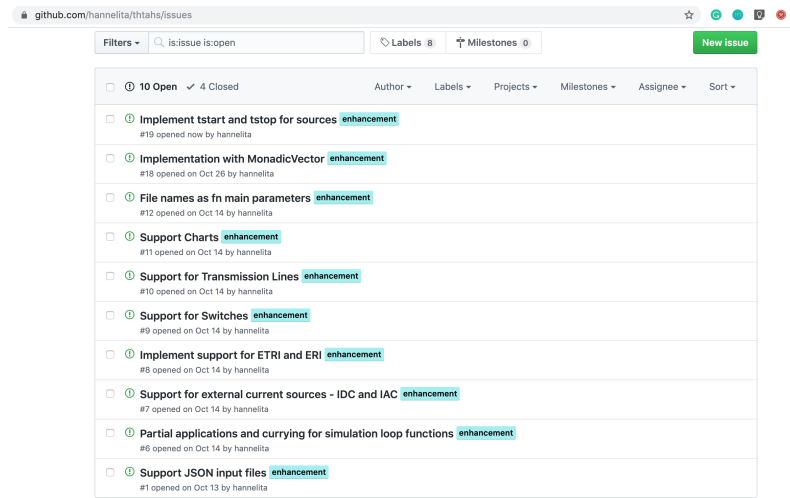 github.com/hannelita/thtahs/issues
Filters is:issue is:open Labels 8 Milestones 0 New issue
10 Open 4 Closed Author Labels Projects Milestones Assignee Sort
Implement tstart and tstop for sources enhancement
#19 opened now by hannelita
Implementation with MonadicVector enhancement
#18 opened on Oct 26 by hannelita
File names as fn main parameters enhancement
#12 opened on Oct 14 by hannelita
Support Charts enhancement
#11 opened on Oct 14 by hannelita
Support for Transmission Lines enhancement
#10 opened on Oct 14 by hannelita
Support for Switches enhancement
#9 opened on Oct 14 by hannelita
Implement support for ETRI and ERI enhancement
#8 opened on Oct 14 by hannelita
Support for external current sources - IDC and IAC enhancement
#7 opened on Oct 14 by hannelita
Partial applications and currying for simulation loop functions enhancement
#6 opened on Oct 14 by hannelita
Support JSON input files enhancement
#1 opened on Oct 13 by hannelita